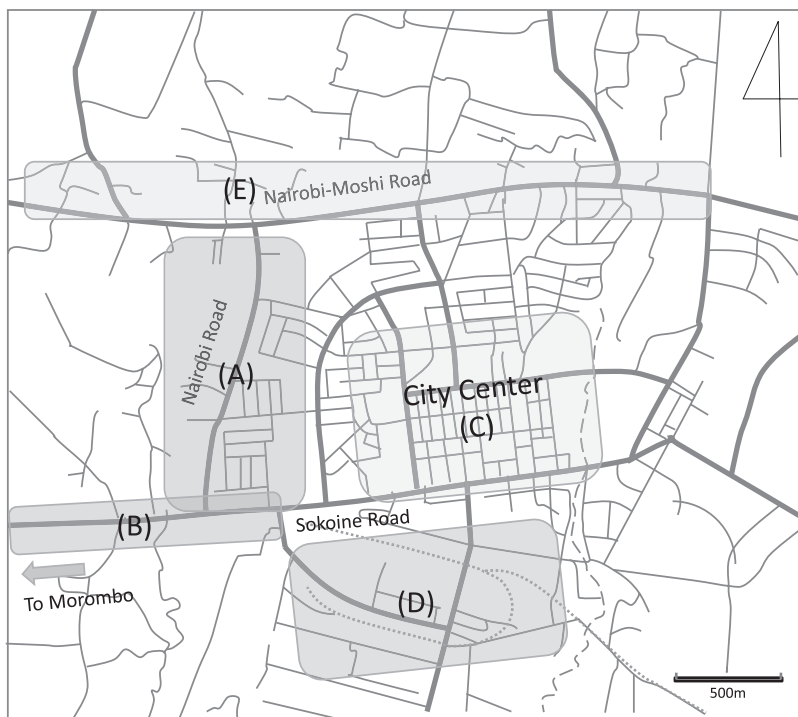 (E)
Nairobi-Moshi Road
Nairobi Road
(A)
City Center
(C)
(B)
Sokoine Road
To Morombo
(D)
500m